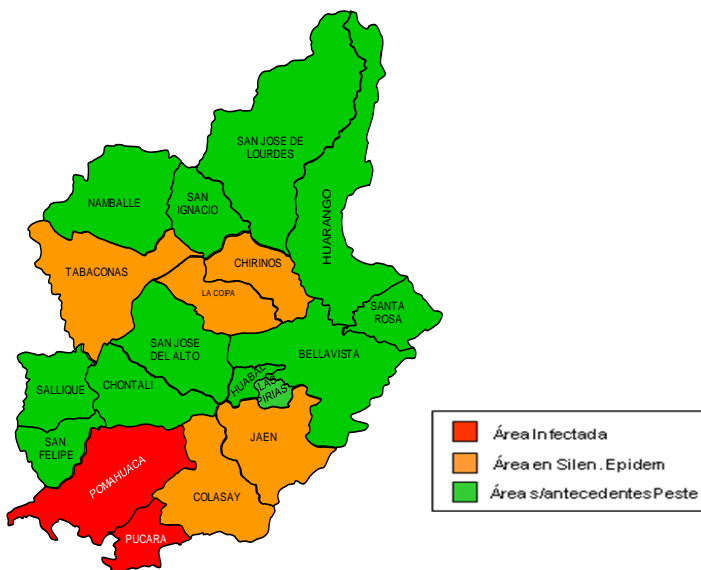 SAN JOSE DE
LOURDES
NAMBALLE
SAN
IGNACIO
HUARANGO
TABACONAS
CHIRINOS
LA COIPA
SANTA
ROSA
SAN JOSE
DEL ALTO
BELLAVISTA
SALLIQUE
CHONTALI
HUABAL
LAS
PIRIAS
SAN
FELIPE
JAEN
POMAHUACA
COLASAY
PUCARA
Área Infectada
Área en Silen. Epidem
Área s/antecedentes Peste